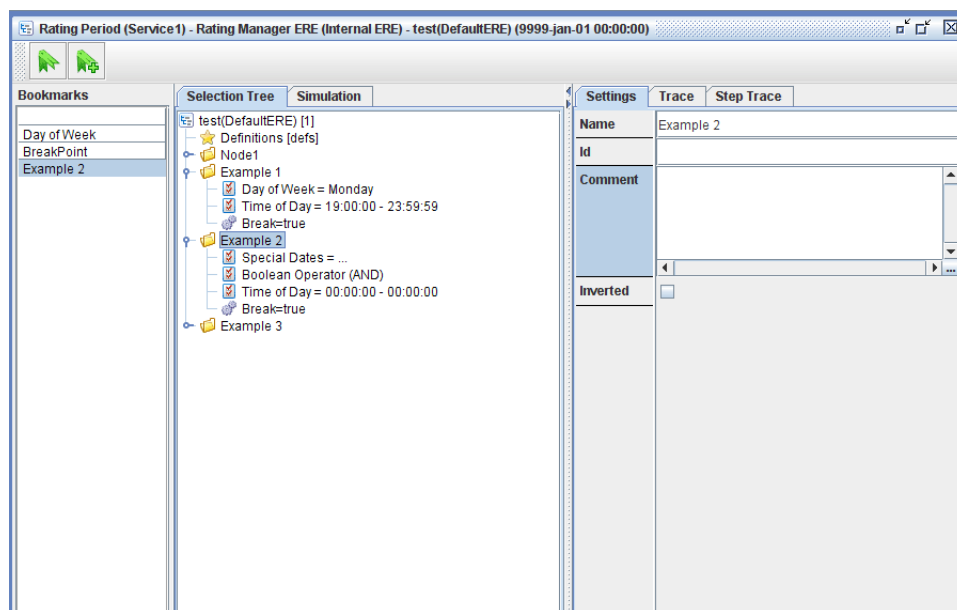 Rating Period (Service1) - Rating Manager ERE (Internal ERE) - test(DefaultERE) (9999-jan-01 00:00:00)
Bookmarks
Day of Week
BreakPoint
Example 2
Selection Tree Simulation
test(DefaultERE) [1]
Definitions [defs]
Node1
Example 1
Day of Week = Monday
Time of Day = 19:00:00 - 23:59:59
Break=true
Example 2
Special Dates = ...
Boolean Operator (AND)
Time of Day = 00:00:00 - 00:00:00
Break=true
Example 3
Settings Trace Step Trace
Name Example 2
Id
Comment
...
Inverted